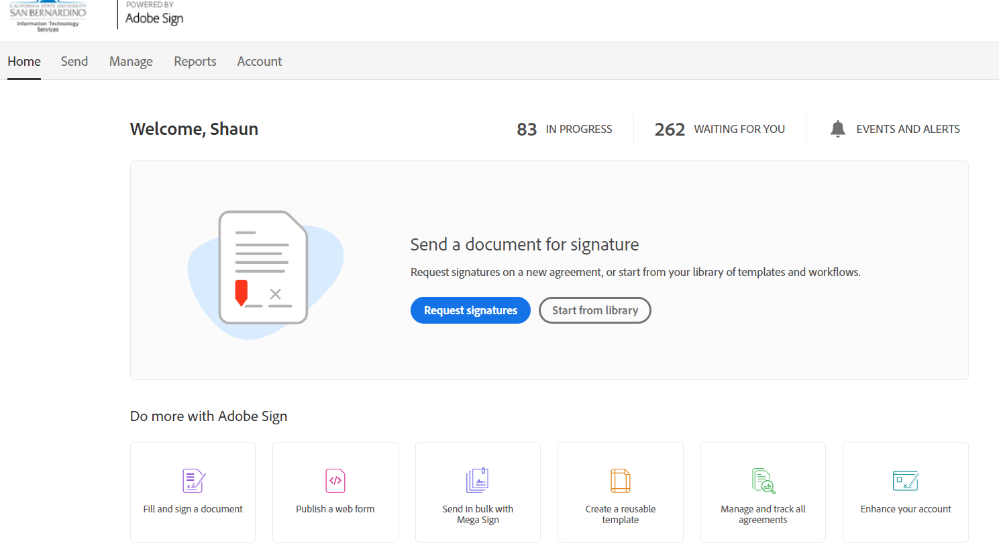 CALIFORNIA STATE UNIVERSITY
SAN BERNARDINO
Information Technology
Services
POWERED BY
Adobe Sign
Home Send Manage Reports Account
Welcome, Shaun
83 IN PROGRESS
262 WAITING FOR YOU
EVENTS AND ALERTS
Send a document for signature
Request signatures on a new agreement, or start from your library of templates and workflows.
Request signatures
Start from library
Do more with Adobe Sign
Fill and sign a document
Publish a web form
Send in bulk with
Mega Sign
Create a reusable
template
Manage and track all
agreements
Enhance your account